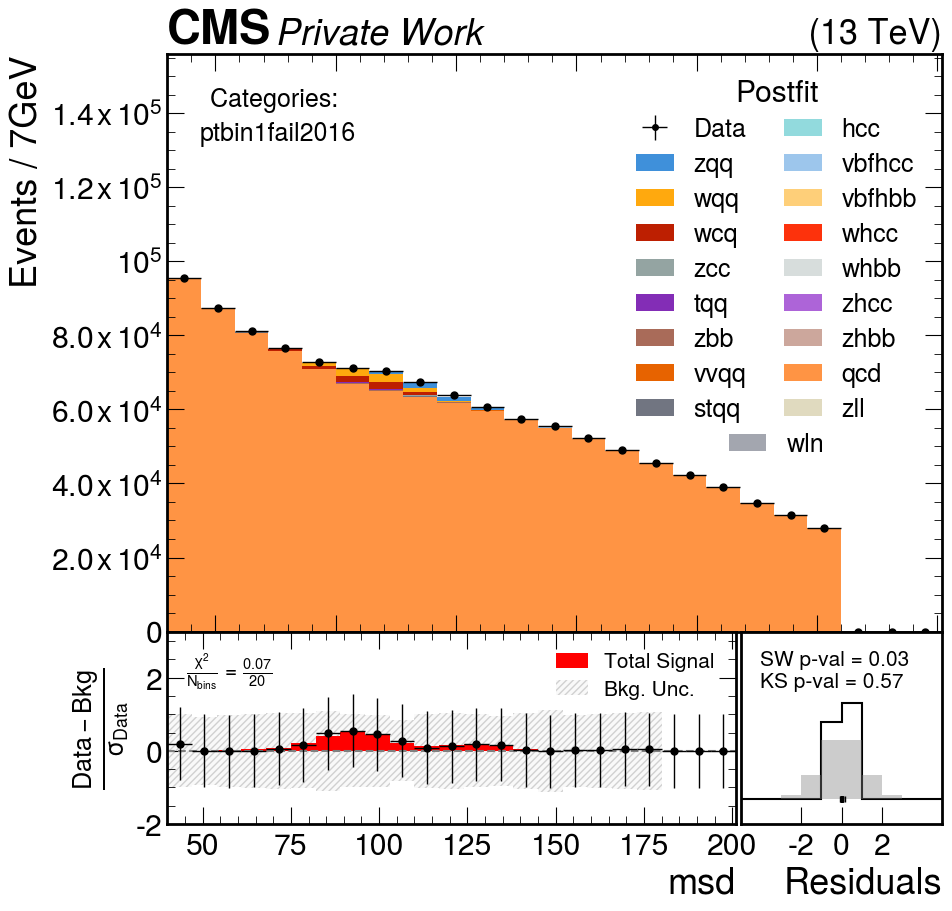 CMS Private Work (13 TeV)
Events / 7GeV
1.4 x 10^5
1.2 x 10^5
10^5
8.0 x 10^4
6.0 x 10^4
4.0 x 10^4
2.0 x 10^4
0
Categories:
ptbin1fail2016
Postfit
Data hcc
zqq vbfhcc
wqq vbfhbb
wcq whcc
zcc whbb
tqq zhcc
zbb zhbb
vvqq qcd
stqq zll
wln
Data – Bkg
σ_Data
2
0
-2
χ²/N_bins = 0.07/20
Total Signal
Bkg. Unc.
50 75 100 125 150 175 200
msd
SW p-val = 0.03
KS p-val = 0.57
-2 0 2
Residuals